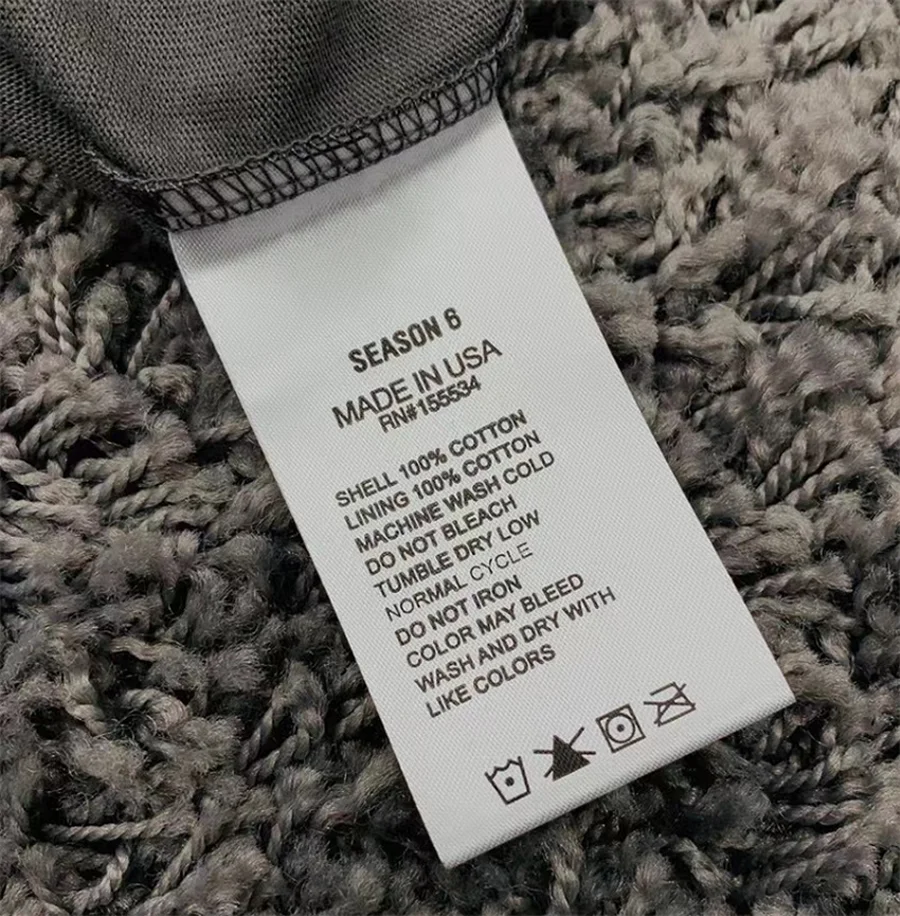 SEASON 6
MADE IN USA
RN#155534
SHELL 100% COTTON
LINING 100% COTTON
MACHINE WASH COLD
DO NOT BLEACH
TUMBLE DRY LOW
NORMAL CYCLE
DO NOT IRON
COLOR MAY BLEED
WASH AND DRY WITH
LIKE COLORS